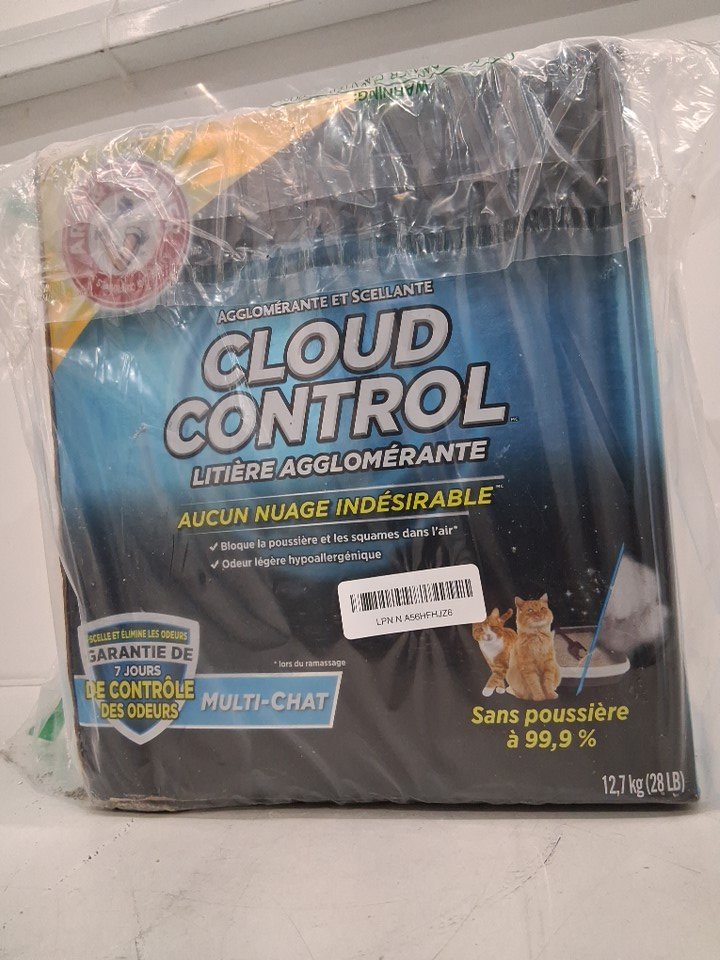 WARNING:
AGGLOMÉRANTE ET SCELLANTE
CLOUD
CONTROL
LITIÈRE AGGLOMÉRANTE
AUCUN NUAGE INDÉSIRABLE
✓ Bloque la poussière et les squames dans l'air*
✓ Odeur légère hypoallergénique
LPN N A56HFHJZ6
SCELLE ET ÉLIMINE LES ODEURS
GARANTIE DE
7 JOURS
DE CONTRÔLE
DES ODEURS
* lors du ramassage
MULTI-CHAT
Sans poussière
à 99,9 %
12,7 kg (28 LB)